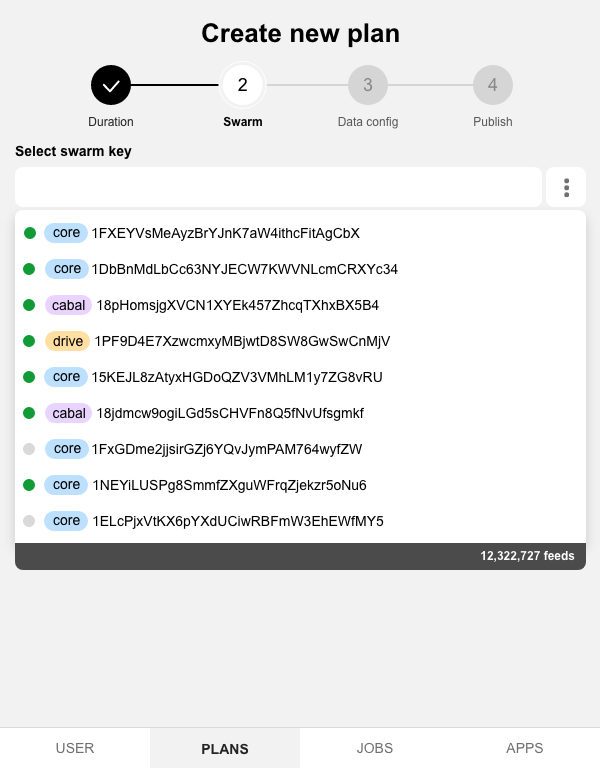 Create new plan
2 3 4
Duration Swarm Data config Publish
Select swarm key
core 1FXEYVsMeAyzBrYJnK7aW4ithcFitAgCbX
core 1DbBnMdLbCc63NYJECW7KWVNLcmCRXYc34
cabal 18pHomsjgXVCN1XYEk457ZhcqTXhxBX5B4
drive 1PF9D4E7XzwcmxyMBjwtD8SW8GwSwCnMjV
core 15KEJL8zAtyxHGDoQZV3VMhLM1y7ZG8vRU
cabal 18jdmcw9ogiLGd5sCHVFn8Q5fNvUfsgmkf
core 1FxGDme2jjsirGZj6YQvJymPAM764wyfZW
core 1NEYiLUSPg8SmmfZXguWFrqZjekzr5oNu6
core 1ELcPjxVtKX6pYXdUCiwRBFmW3EhEWfMY5
12,322,727 feeds
USER PLANS JOBS APPS